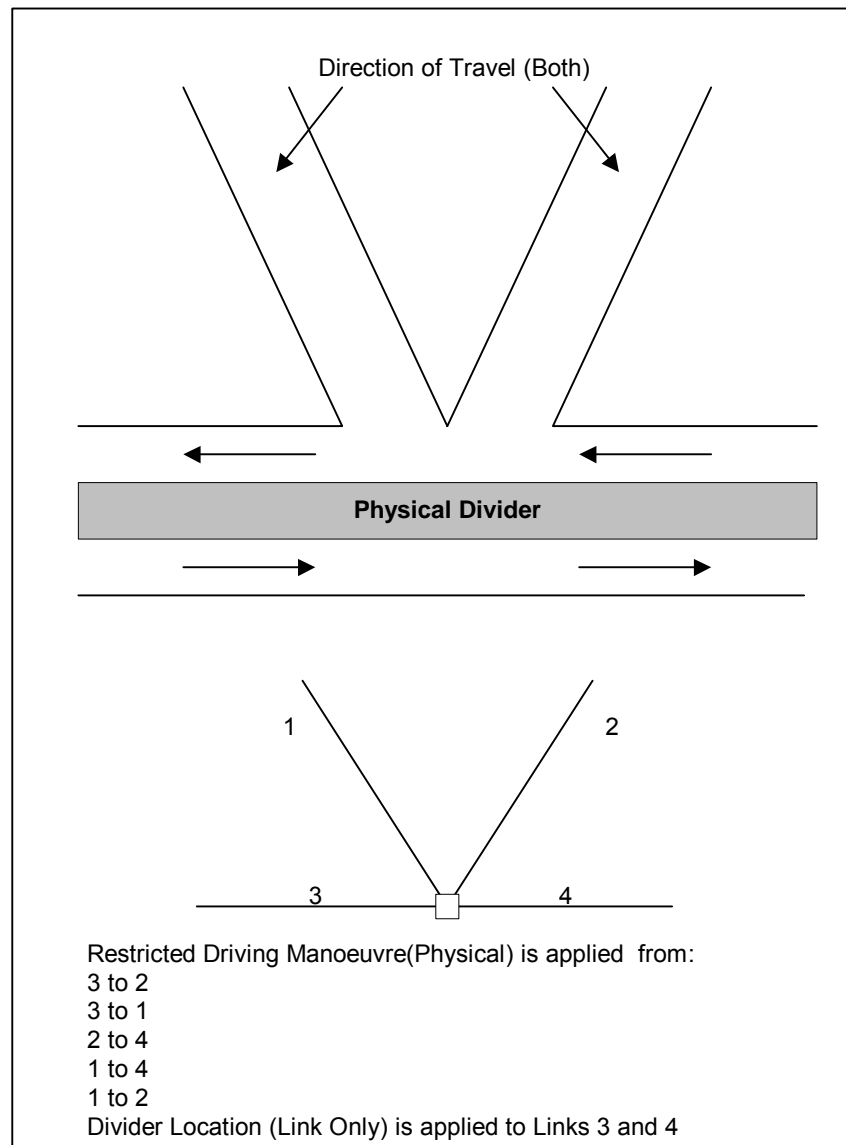 Direction of Travel (Both)
Physical Divider
1
2
3
4
Restricted Driving Manoeuvre(Physical) is applied from:
3 to 2
3 to 1
2 to 4
1 to 4
1 to 2
Divider Location (Link Only) is applied to Links 3 and 4